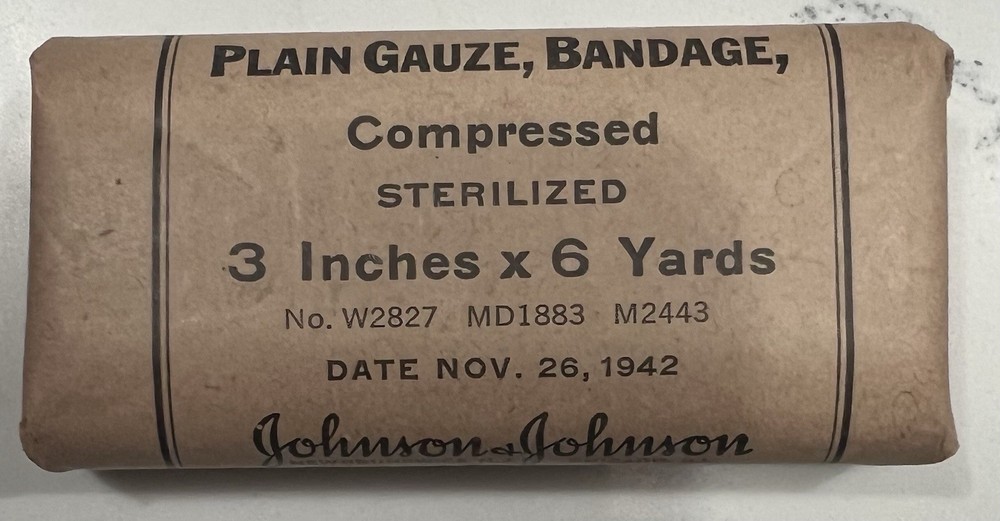 PLAIN GAUZE, BANDAGE,
Compressed
STERILIZED
3 Inches x 6 Yards
No. W2827 MD1883 M2443
DATE NOV. 26, 1942
Johnson & Johnson